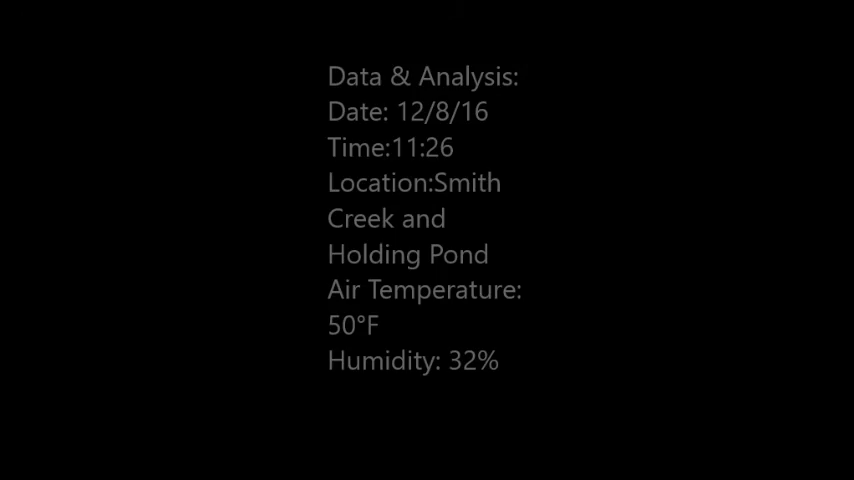 Data & Analysis:
Date: 12/8/16
Time:11:26
Location:Smith
Creek and
Holding Pond
Air Temperature:
50°F
Humidity: 32%